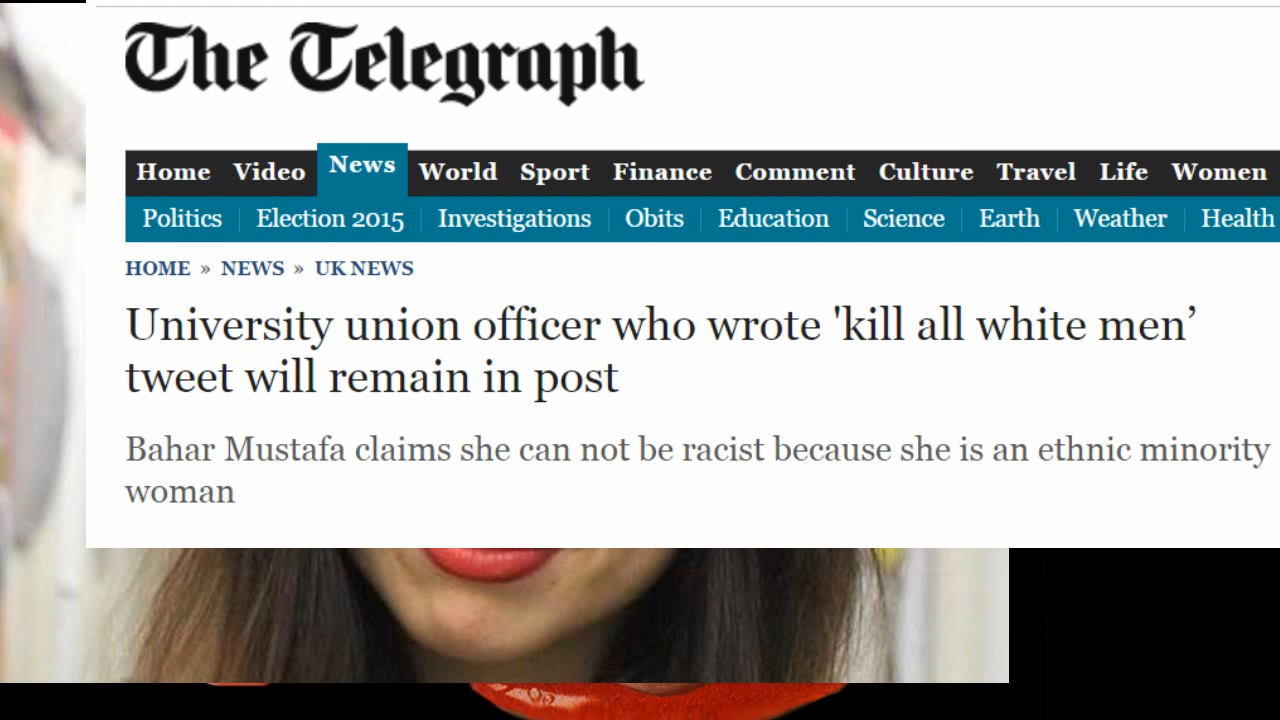 The Telegraph
Home Video News World Sport Finance Comment Culture Travel Life Women
Politics Election 2015 Investigations Obits Education Science Earth Weather Health
HOME » NEWS » UK NEWS
University union officer who wrote 'kill all white men’
tweet will remain in post
Bahar Mustafa claims she can not be racist because she is an ethnic minority
woman